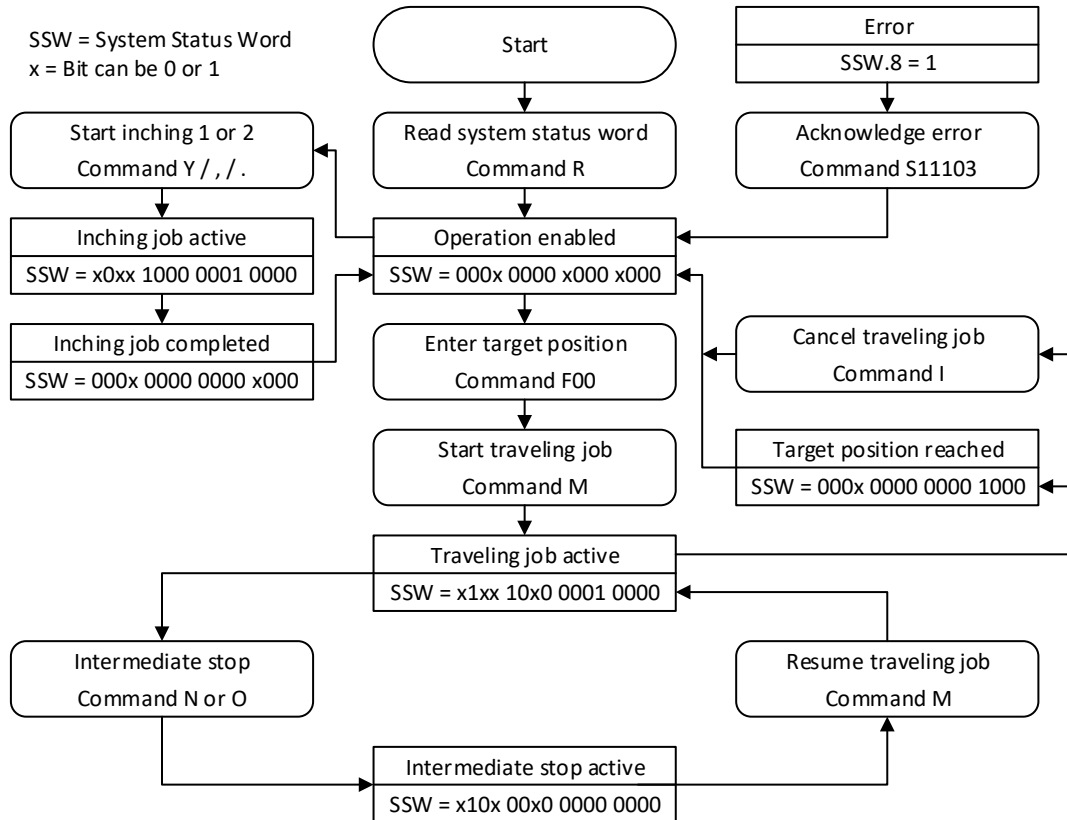 SSW = System Status Word
x = Bit can be 0 or 1
Start
Error
SSW.8 = 1
Start inching 1 or 2
Command Y / , / .
Read system status word
Command R
Acknowledge error
Command S11103
Inching job active
SSW = x0xx 1000 0001 0000
Operation enabled
SSW = 000x 0000 x000 x000
Inching job completed
SSW = 000x 0000 0000 x000
Enter target position
Command F00
Cancel traveling job
Command I
Start traveling job
Command M
Target position reached
SSW = 000x 0000 0000 1000
Traveling job active
SSW = x1xx 10x0 0001 0000
Intermediate stop
Command N or O
Resume traveling job
Command M
Intermediate stop active
SSW = x10x 00x0 0000 0000